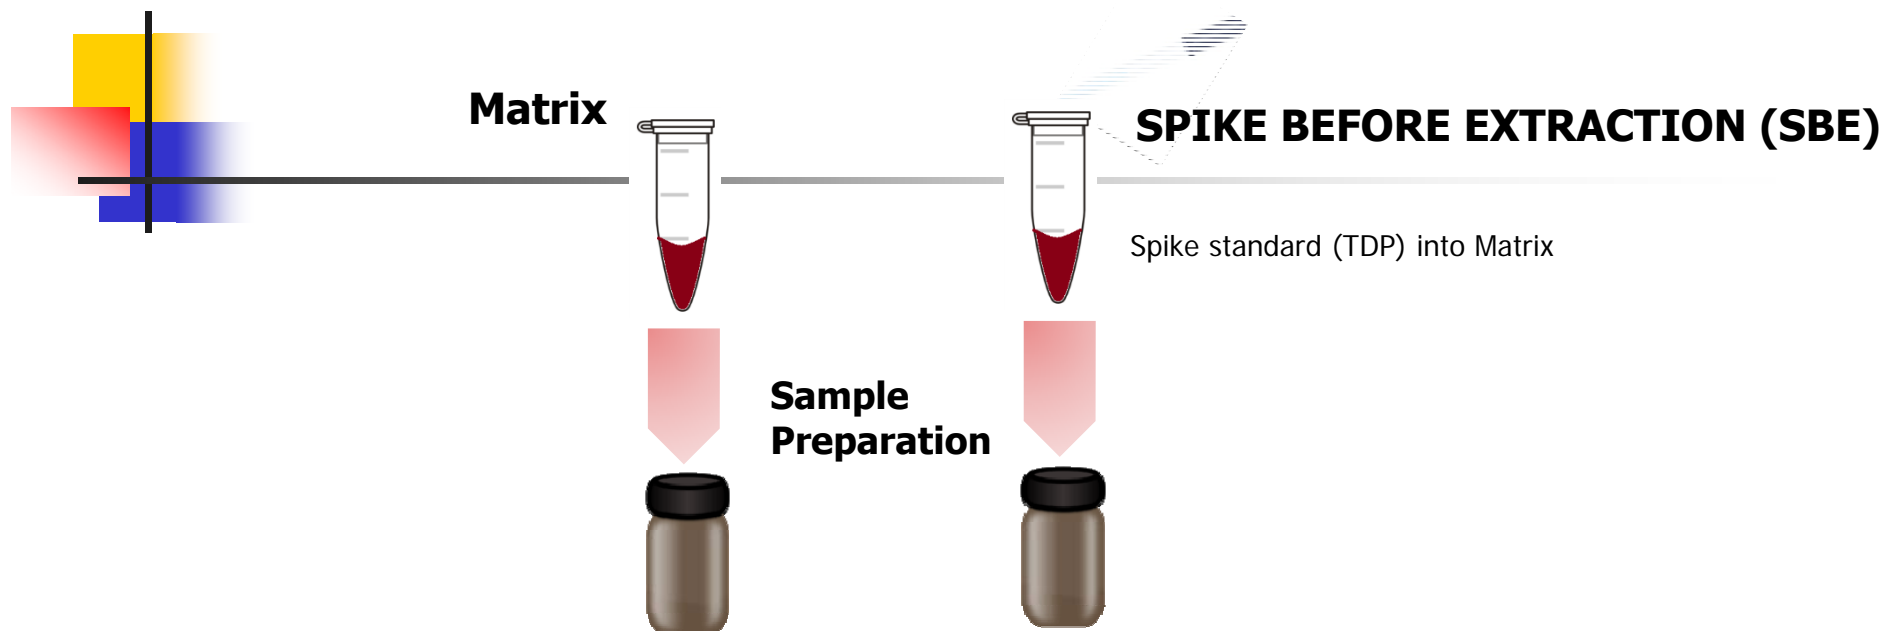 Matrix
SPIKE BEFORE EXTRACTION (SBE)
Spike standard (TDP) into Matrix
Sample
Preparation